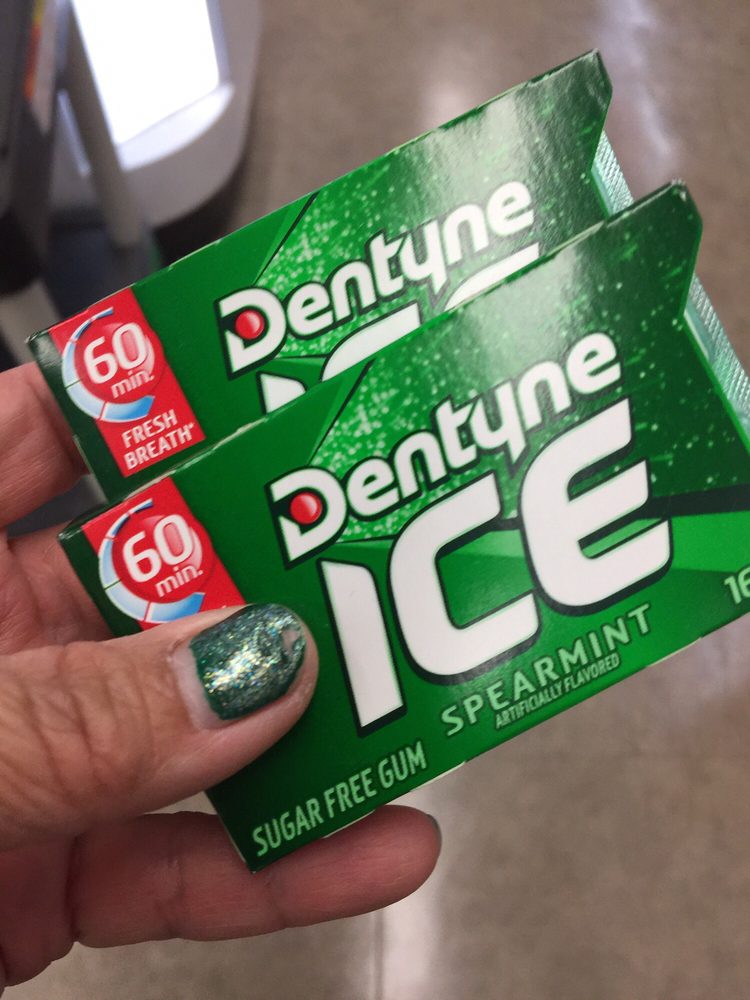 Dentyne
60
min.
FRESH
BREATH*
Dentyne
ICE
60
min.
SPEARMINT
ARTIFICIALLY FLAVORED
16
SUGAR FREE GUM